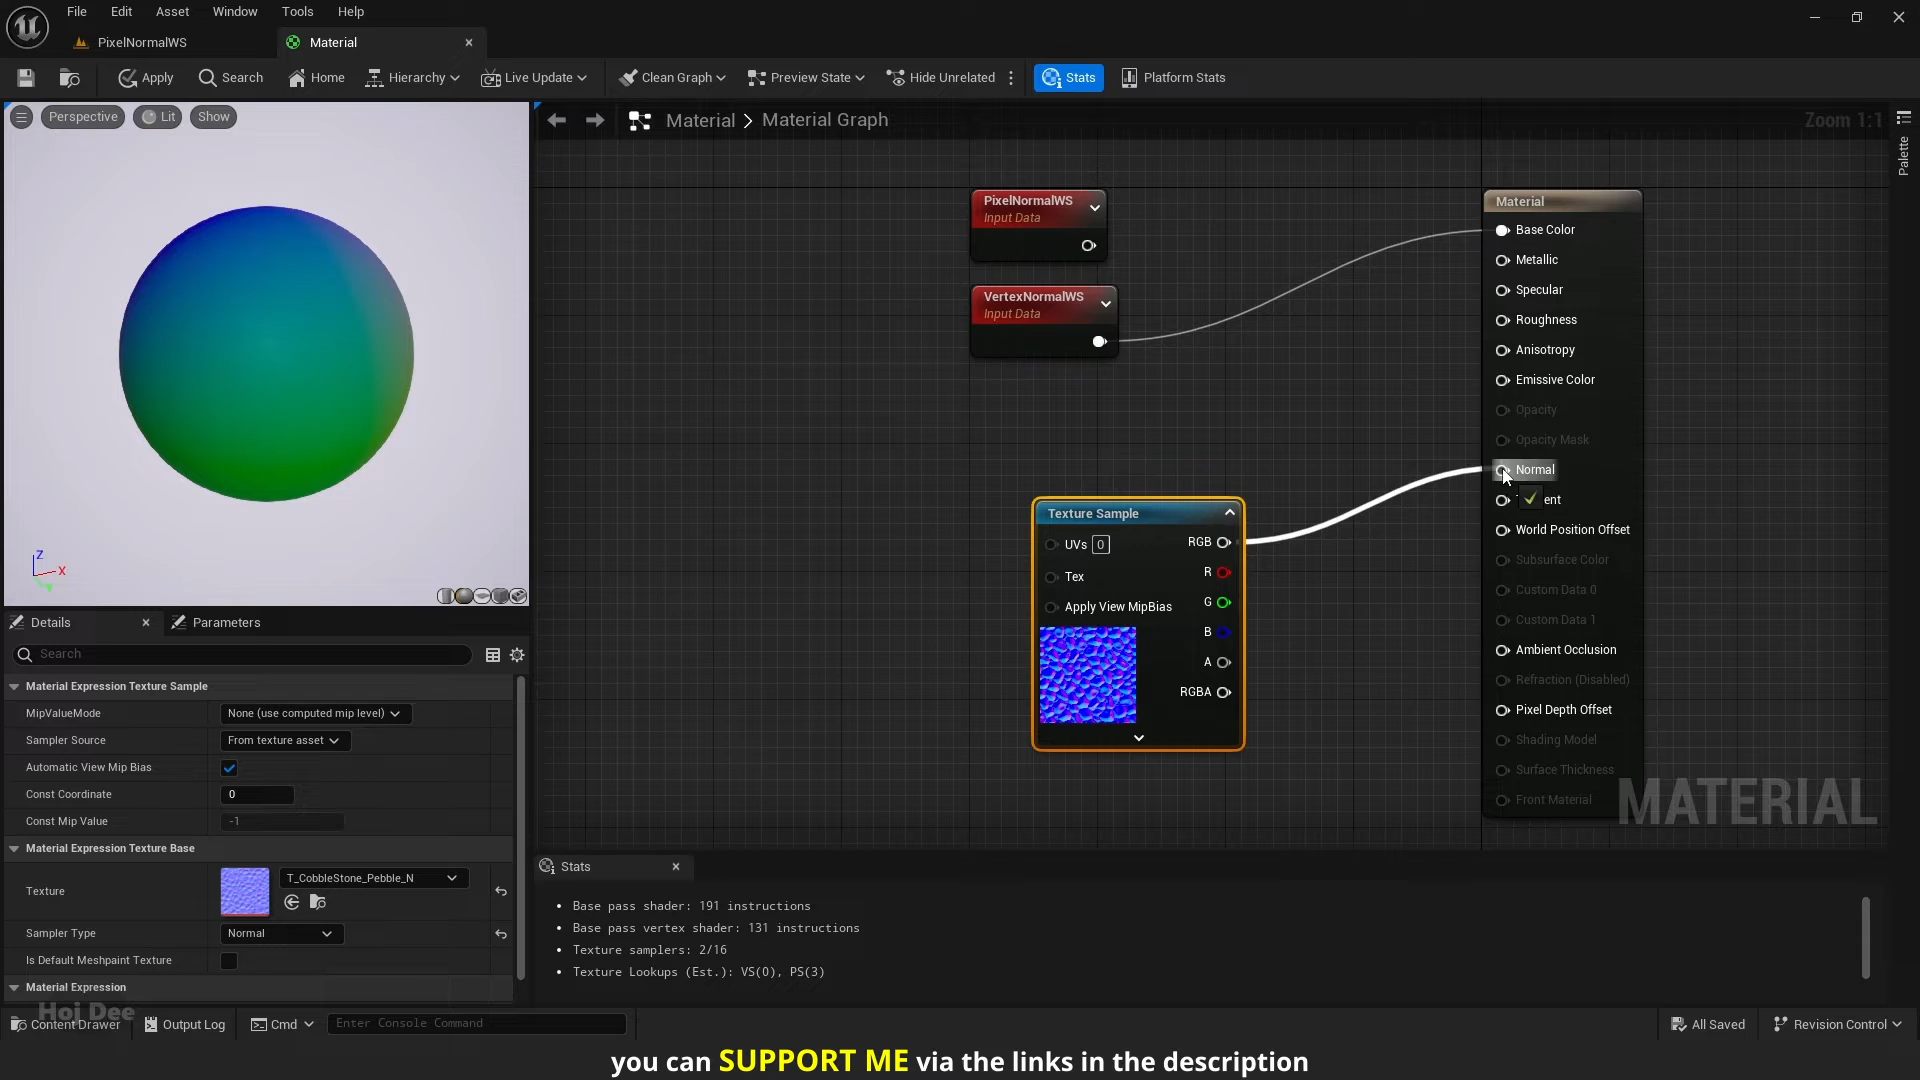 File Edit Asset Window Tools Help
PixelNormalWS
Material
Apply Search Home Hierarchy Live Update Clean Graph Preview State Hide Unrelated Stats Platform Stats
Perspective Lit Show
Material > Material Graph
Zoom 1:1
Palette
PixelNormalWS
Input Data
VertexNormalWS
Input Data
Material
Base Color
Metallic
Specular
Roughness
Anisotropy
Emissive Color
Opacity
Opacity Mask
Normal
ent
World Position Offset
Subsurface Color
Custom Data 0
Custom Data 1
Ambient Occlusion
Refraction (Disabled)
Pixel Depth Offset
Shading Model
Surface Thickness
Front Material
MATERIAL
Texture Sample
UVs 0 RGB
Tex R
Apply View MipBias G
B
A
RGBA
Z
X
Details Parameters
Search
Material Expression Texture Sample
MipValueMode None (use computed mip level)
Sampler Source From texture asset
Automatic View Mip Bias
Const Coordinate 0
Const Mip Value -1
Material Expression Texture Base
Texture T_CobbleStone_Pebble_N
Sampler Type Normal
Is Default Meshpaint Texture
Material Expression
Stats
• Base pass shader: 191 instructions
• Base pass vertex shader: 131 instructions
• Texture samplers: 2/16
• Texture Lookups (Est.): VS(0), PS(3)
Hoj Dee
Content Drawer Output Log Cmd Enter Console Command All Saved Revision Control
you can SUPPORT ME via the links in the description